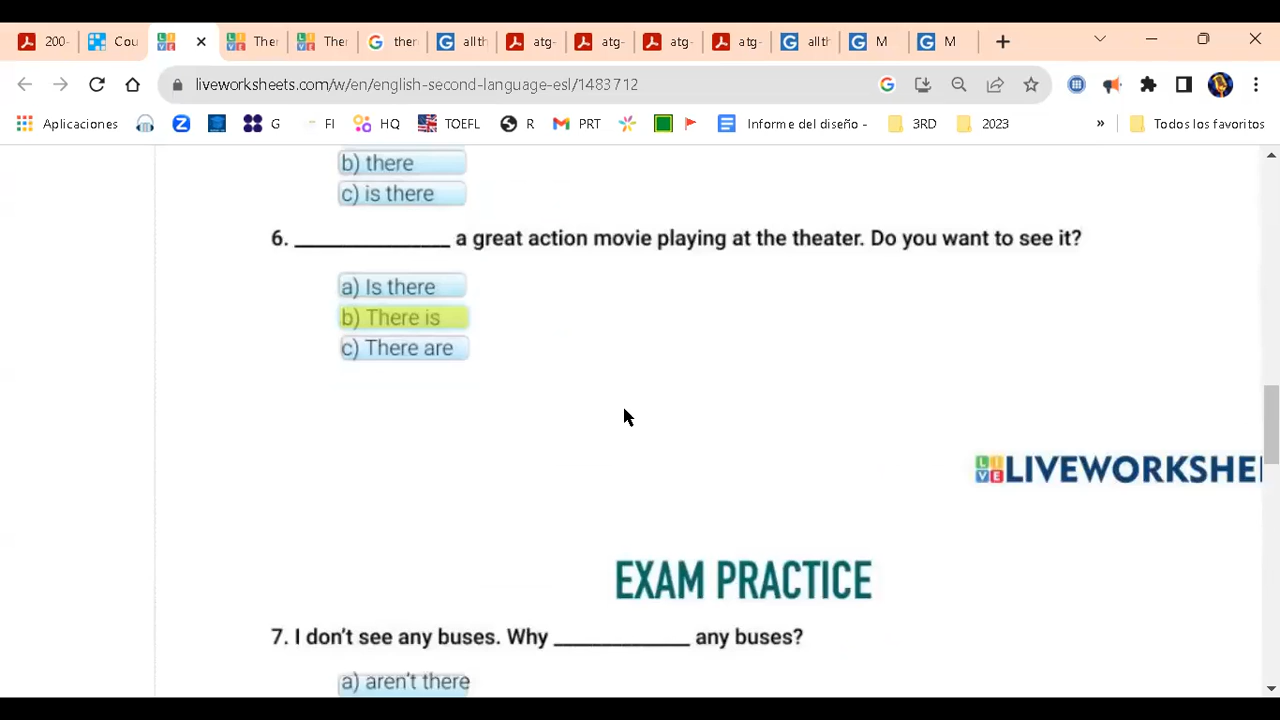 200-
Cou
Ther
Ther
ther
allth
atg-
atg-
atg-
atg-
allth
M
M
liveworksheets.com/w/en/english-second-language-esl/1483712
Aplicaciones
G
FI
HQ
TOEFL
R
PRT
Informe del diseño -
3RD
2023
»
Todos los favoritos
b) there
c) is there
6. ______________ a great action movie playing at the theater. Do you want to see it?
a) Is there
b) There is
c) There are
LIVE LIVEWORKSHE
EXAM PRACTICE
7. I don't see any buses. Why ____________ any buses?
a) aren't there